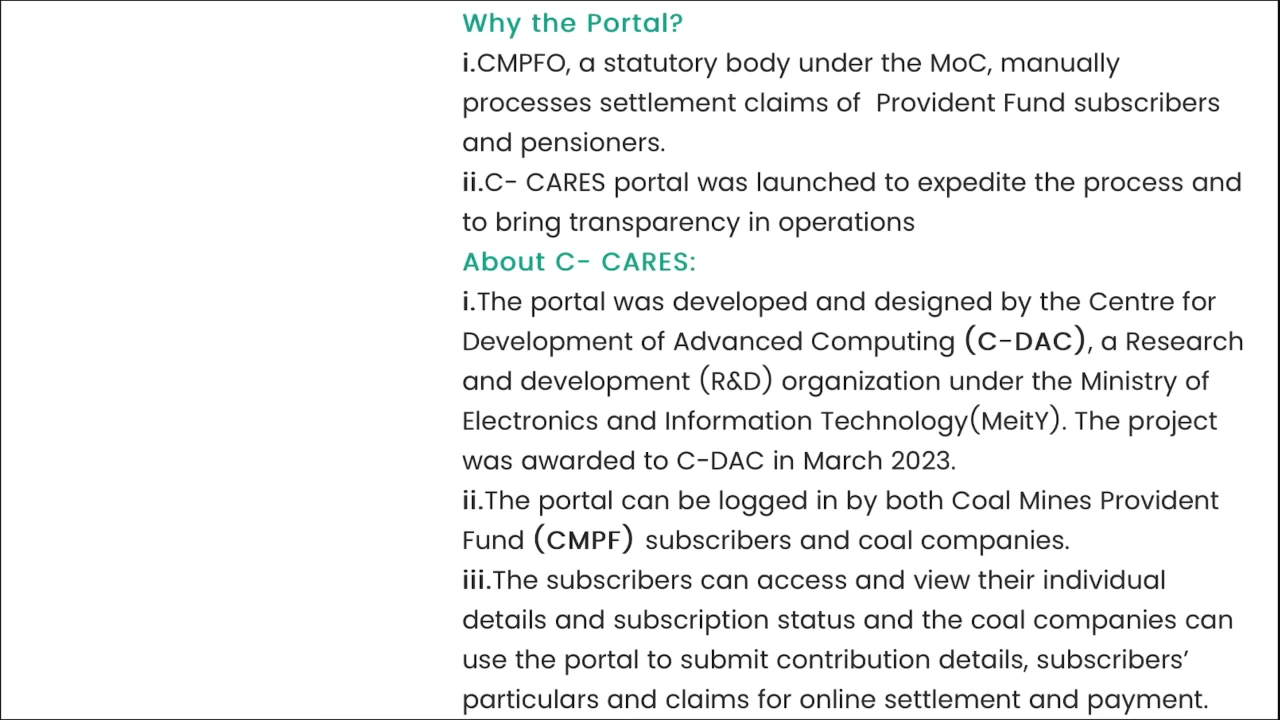 Why the Portal?
i.CMPFO, a statutory body under the MoC, manually
processes settlement claims of  Provident Fund subscribers
and pensioners.
ii.C- CARES portal was launched to expedite the process and
to bring transparency in operations
About C- CARES:
i.The portal was developed and designed by the Centre for
Development of Advanced Computing (C-DAC), a Research
and development (R&D) organization under the Ministry of
Electronics and Information Technology(MeitY). The project
was awarded to C-DAC in March 2023.
ii.The portal can be logged in by both Coal Mines Provident
Fund (CMPF) subscribers and coal companies.
iii.The subscribers can access and view their individual
details and subscription status and the coal companies can
use the portal to submit contribution details, subscribers’
particulars and claims for online settlement and payment.